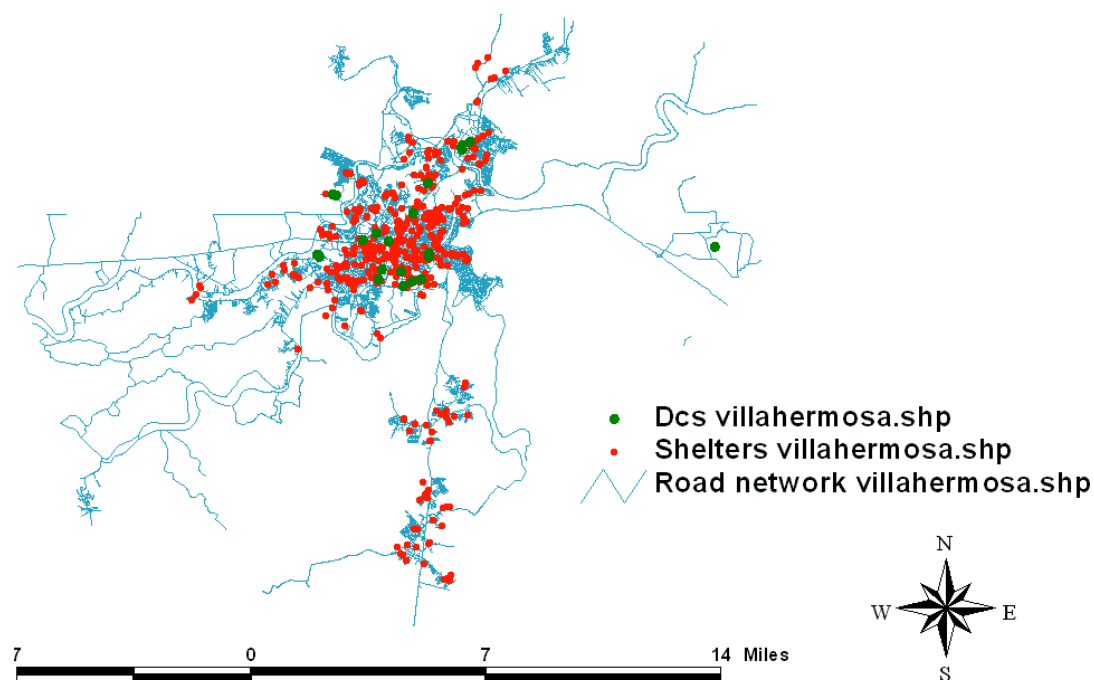 Dcs villahermosa.shp
Shelters villahermosa.shp
Road network villahermosa.shp
N
W E
S
7 0 7 14 Miles